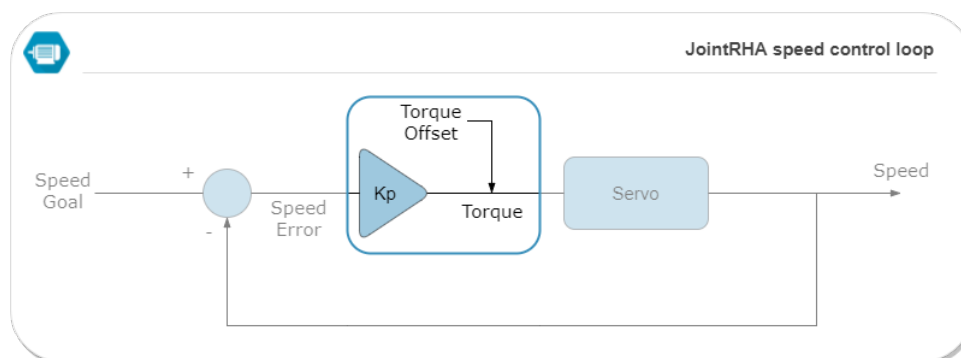 JointRHA speed control loop
Torque
Offset
+
Speed
Goal
Kp
Servo
Speed
-
Speed
Error
Torque